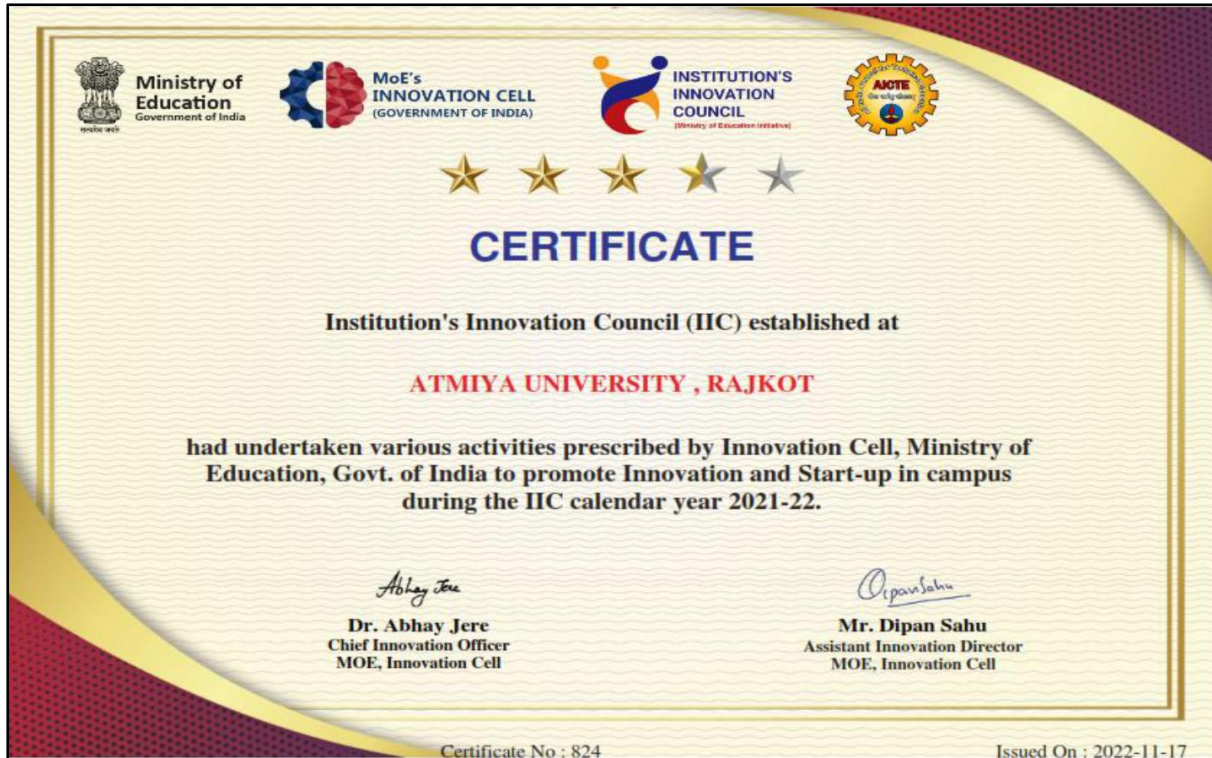 Ministry of
Education
Government of India
सत्यमेव जयते
MoE's
INNOVATION CELL
(GOVERNMENT OF INDIA)
INSTITUTION'S
INNOVATION
COUNCIL
(Ministry of Education Initiative)
AICTE
CERTIFICATE
Institution's Innovation Council (IIC) established at
ATMIYA UNIVERSITY , RAJKOT
had undertaken various activities prescribed by Innovation Cell, Ministry of
Education, Govt. of India to promote Innovation and Start-up in campus
during the IIC calendar year 2021-22.
Abhay Jere
Dipan Sahu
Dr. Abhay Jere
Chief Innovation Officer
MOE, Innovation Cell
Mr. Dipan Sahu
Assistant Innovation Director
MOE, Innovation Cell
Certificate No : 824
Issued On : 2022-11-17